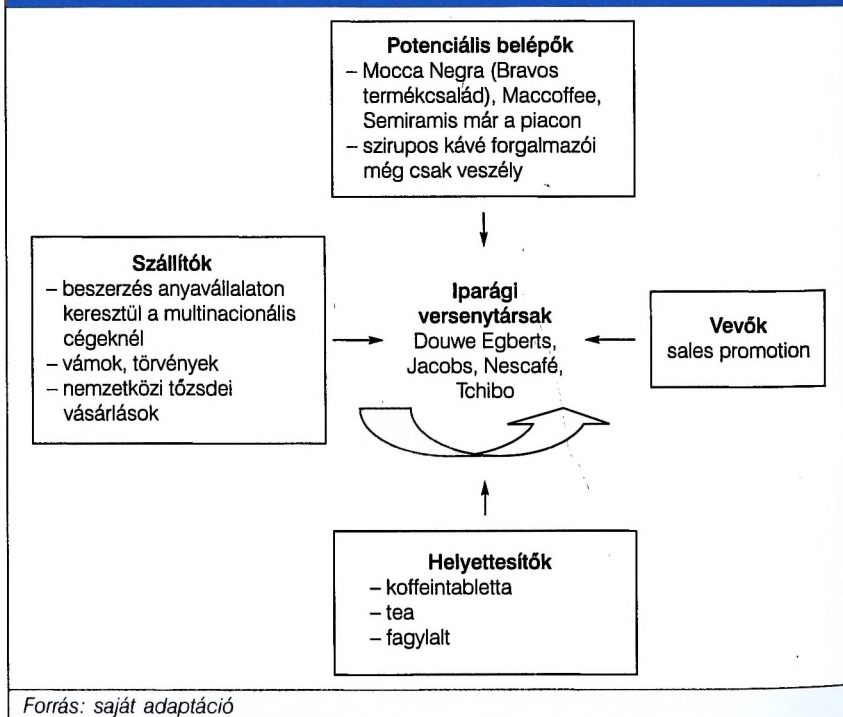 Potenciális belépők
– Mocca Negra (Bravos
termékcsalád), Maccoffee,
Semiramis már a piacon
– szirupos kávé forgalmazói
még csak veszély
Szállítók
– beszerzés anyavállalaton
keresztül a multinacionális
cégeknél
– vámok, törvények
– nemzetközi tőzsdei
vásárlások
Iparági
versenytársak
Douwe Egberts,
Jacobs, Nescafé,
Tchibo
Vevők
sales promotion
Helyettesítők
– koffeintabletta
– tea
– fagylalt
Forrás: saját adaptáció